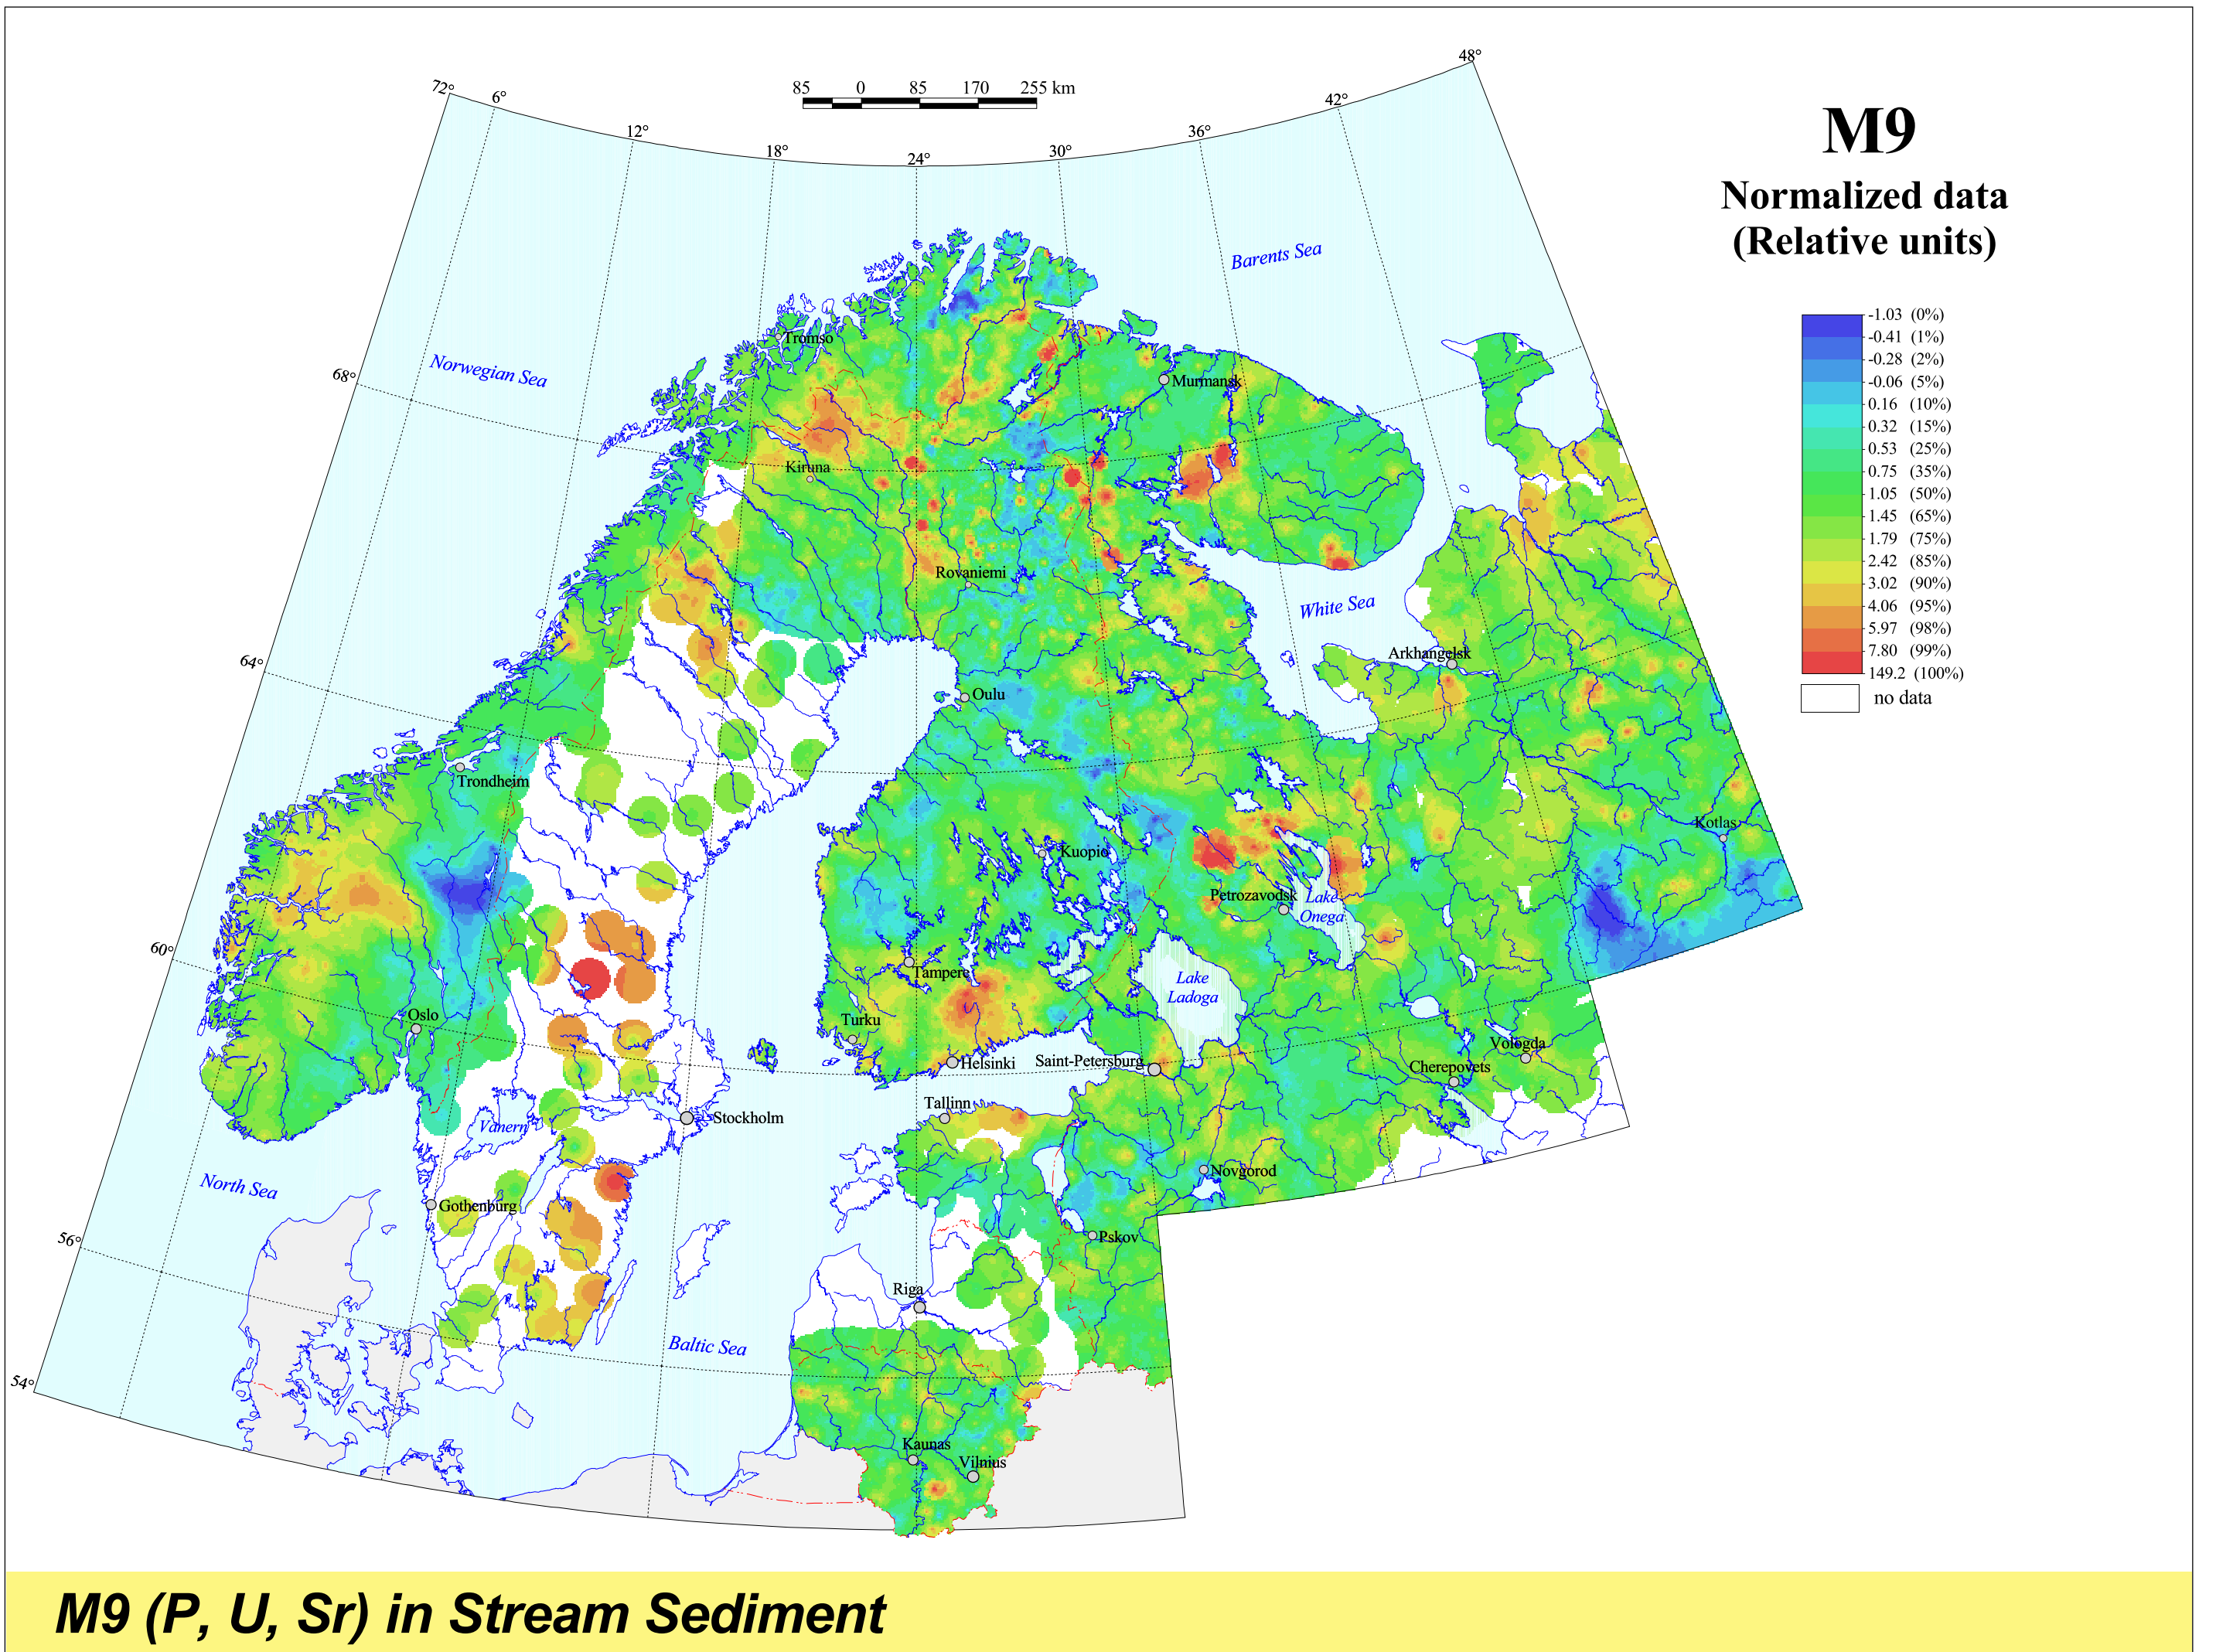 72°
6°
12°
18°
24°
30°
36°
42°
48°
85 0 85 170 255 km
M9
Normalized data
(Relative units)
-1.03 (0%)
-0.41 (1%)
-0.28 (2%)
-0.06 (5%)
0.16 (10%)
0.32 (15%)
0.53 (25%)
0.75 (35%)
1.05 (50%)
1.45 (65%)
1.79 (75%)
2.42 (85%)
3.02 (90%)
4.06 (95%)
5.97 (98%)
7.80 (99%)
149.2 (100%)
no data
Barents Sea
Norwegian Sea
Tromso
68°
Murmansk
Kiruna
Rovaniemi
White Sea
Arkhangelsk
64°
Oulu
Trondheim
Kotlas
Kuopio
Petrozavodsk
Lake
Onega
60°
Tampere
Lake
Ladoga
Oslo
Turku
Vologda
Helsinki
Saint-Petersburg
Cherepovets
Tallinn
Stockholm
Vanern
Novgorod
North Sea
Gothenburg
Pskov
56°
Riga
Baltic Sea
54°
Kaunas
Vilnius
M9 (P, U, Sr) in Stream Sediment